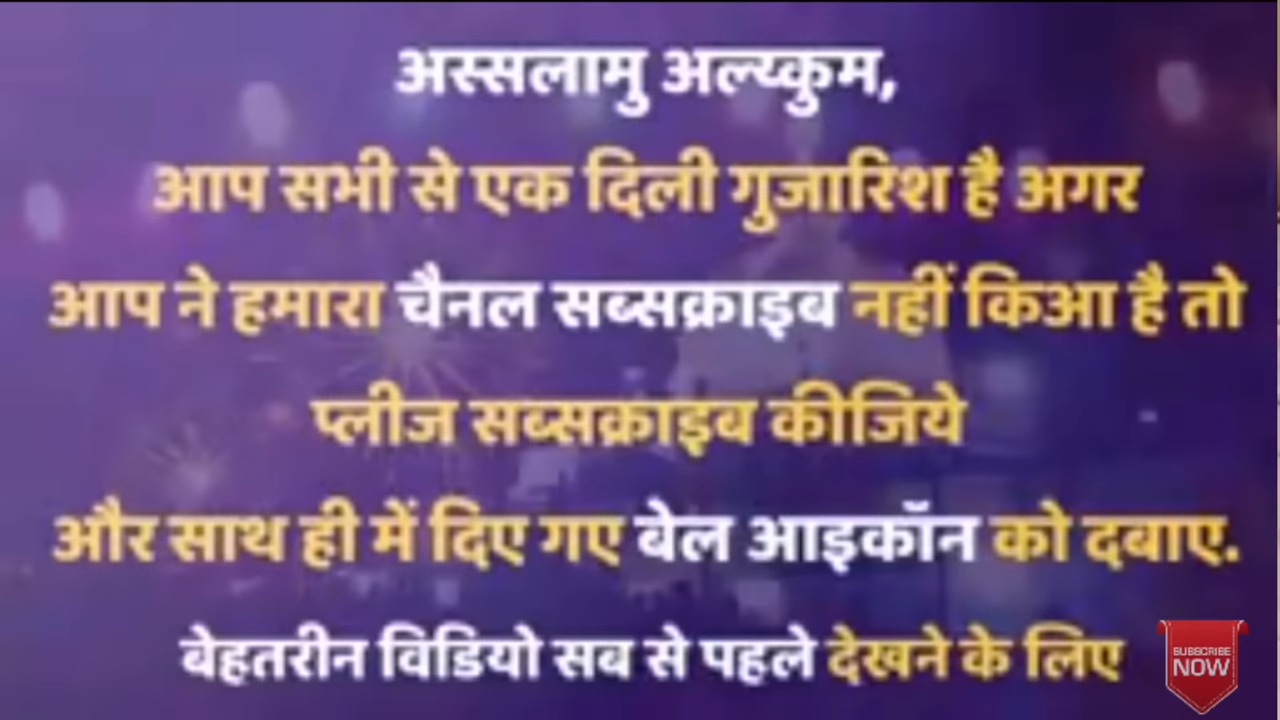 अस्सलामु अल्य्कुम,
आप सभी से एक दिली गुजारिश है अगर
आप ने हमारा चैनल सब्सक्राइब नहीं किआ है तो
प्लीज सब्सक्राइब कीजिये
और साथ ही में दिए गए बेल आइकॉन को दबाए.
बेहतरीन विडियो सब से पहले देखने के लिए
SUBSCRIBE
NOW